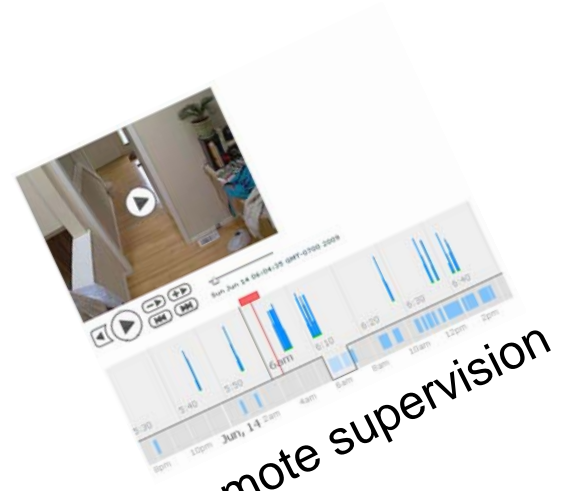 Sun Jun 14 06:04:35 GMT-0700 2009
5:30 5:40 5:50 6am 6:10 6:20 6:30 6:40
8pm 10pm Jun, 14 2am 4am 6am 8am 10am 12pm 2pm
mote supervision